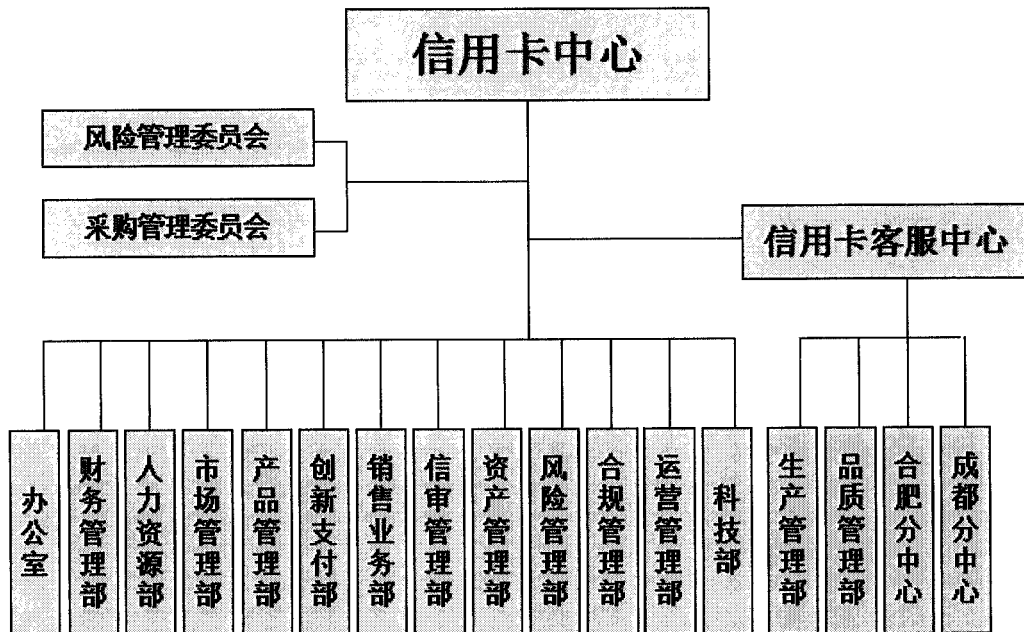 信用卡中心
风险管理委员会
采购管理委员会
信用卡客服中心
办公室
财务管理部
人力资源部
市场管理部
产品管理部
创新支付部
销售业务部
信审管理部
资产管理部
风险管理部
合规管理部
运营管理部
科技部
生产管理部
品质管理部
合肥分中心
成都分中心